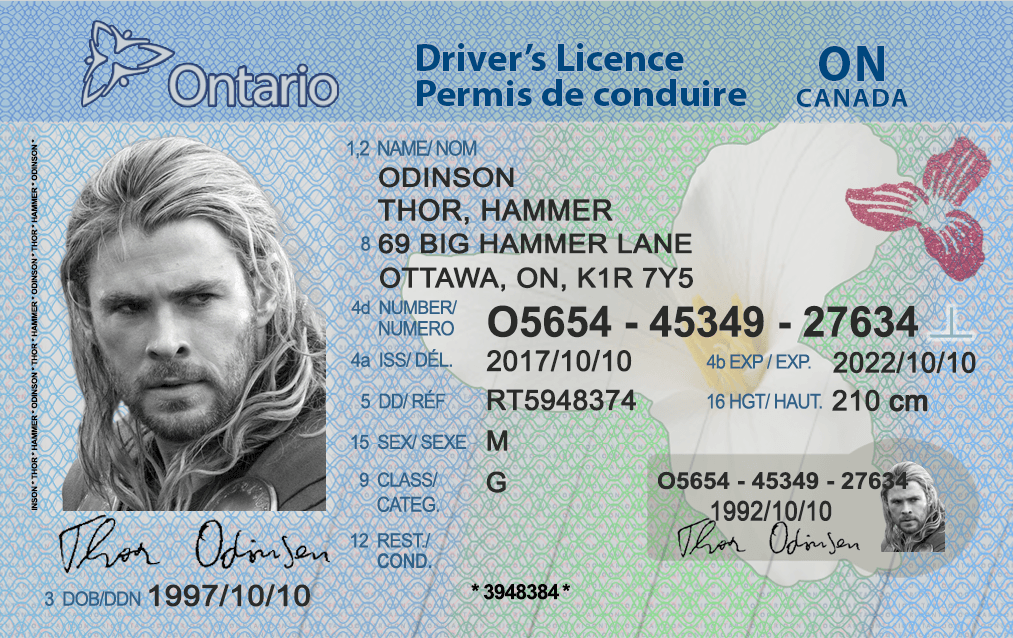 Ontario
Driver's Licence
Permis de conduire
ON
CANADA
INSON * THOR * HAMMER * ODINSON * THOR * HAMMER * ODINSON * THOR * HAMMER * ODINSON *
1,2 NAME/ NOM
ODINSON
THOR, HAMMER
8 69 BIG HAMMER LANE
OTTAWA, ON, K1R 7Y5
4d NUMBER/
NUMERO
O5654 - 45349 - 27634
4a ISS/ DÉL. 2017/10/10 4b EXP / EXP. 2022/10/10
5 DD/ RÉF RT5948374 16 HGT/ HAUT. 210 cm
15 SEX/ SEXE M
9 CLASS/ G
CATEG.
12 REST./
COND.
O5654 - 45349 - 27634
1992/10/10
Thor Odinson
Thor Odinson
3 DOB/DDN 1997/10/10
* 3948384 *